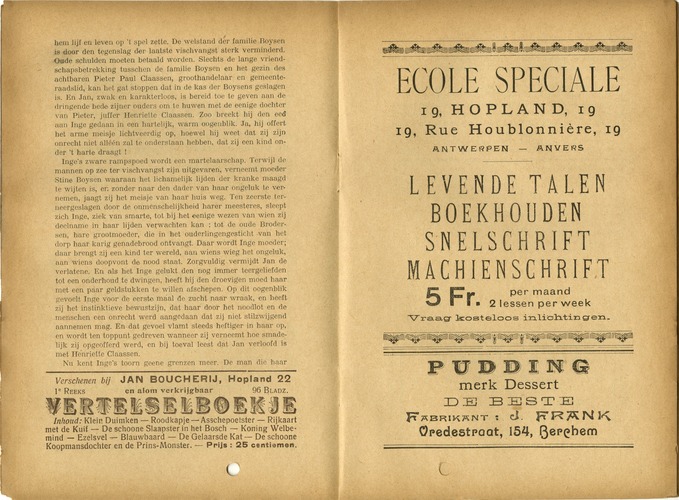 hem lijf en leven op 't spel zette. De welstand der familie Boysen
is door den tegenslag der laatste vischvangst sterk verminderd.
Oude schulden moeten betaald worden. Slechts de lange vriend-
schapsbetrekking tusschen de familie Boysen en het gezin des
achtbaren Pieter Paul Claassen, groothandelaar en gemeente-
raadslid, kan het gat stoppen dat in de kas der Boysens geslagen
is. En Jan, zwak en karakterloos, is bereid toe te geven aan de
dringende bede zijner ouders om te huwen met de eenige dochter
van Pieter, juffer Henriette Claassen. Zoo breekt hij den eed
aan Inge gedaan in een hartelijk, warm oogenblik. Ja, hij offert
het arme meisje lichtveerdig op, hoewel hij weet dat zij zijn
onrecht niet alléén zal te onderstaan hebben, dat zij een kind on-
der 't harte draagt !
Inge's zware rampspoed wordt een martelaarschap. Terwijl de
mannen op zee ter vischvangst zijn uitgevaren, verneemt moeder
Stine Boysen waaraan het lichamelijk lijden der kranke maagd
te wijten is, er, zonder naar den dader van haar ongeluk te ver-
nemen, jaagt zij het meisje van haar huis weg. Ten zeerste ter-
neergeslagen door de onmenschelijkheid harer meesteres, sleept
zich Inge, ziek van smarte, tot bij het eenige wezen van wien zij
deelname in haar lijden verwachten kan : tot de oude Broder-
sen, hare grootmoeder, die in het ouderlingengesticht van het
dorp haar karig genadebrood ontvangt. Daar wordt Inge moeder;
daar brengt zij een kind ter wereld, aan wiens wieg het ongeluk,
aan wiens doopvont de nood staat. Zorgvuldig vermijdt Jan de
verlatene. En als het Inge gelukt den nog immer teergeliefden
tot een onderhond te dwingen, heeft hij den droevigen moed haar
met een paar geldstukken te willen afschepen. Op dit oogenblik
gevoelt Inge voor de eerste maal de zucht naar wraak, en heeft
zij het instinktieve bewustzijn, dat haar door het noodlot en de
menschen een onrecht werd aangedaan dat zij niet stilzwijgend
aannemen mag. En dat gevoel vlamt steeds heftiger in haar op,
en wordt ten toppunt gedreven wanneer zij verneemt hoe smade-
lijk zij opgeofferd werd, en bij toeval leest dat Jan verloofd is
met Henriette Claassen.
Nu kent Inge's toorn geene grenzen meer. De man die haar
Verschenen bij JAN BOUCHERIJ, Hopland 22
1e REEKS en alom verkrijgbaar 96 BLADZ.
VERTELSELBOEKJE
Inhoud: Klein Duimken — Roodkapje — Asschepoetster — Rijkaart
met de Kuif — De schoone Slaapster in het Bosch — Koning Welbe-
mind — Ezelsvel — Blauwbaard — De Gelaarsde Kat — De schoone
Koopmansdochter en de Prins-Monster. — Prijs : 25 centiemen.
ECOLE SPECIALE
19, HOPLAND, 19
19, Rue Houblonnière, 19
ANTWERPEN — ANVERS
LEVENDE TALEN
BOEKHOUDEN
SNELSCHRIFT
MACHIENSCHRIFT
5 Fr. per maand
2 lessen per week
Vraag kosteloos inlichtingen.
PUDDING
merk Dessert
DE BESTE
FABRIKANT : J. FRANK
Vredestraat, 154, Berchem